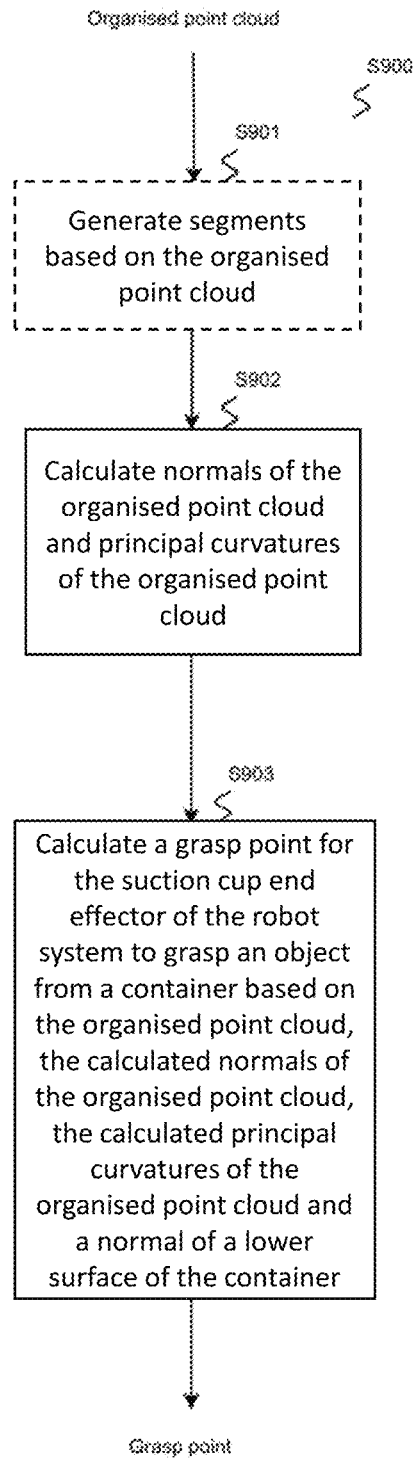 Organised point cloud
S900
S901
Generate segments
based on the organised
point cloud
S902
Calculate normals of the
organised point cloud
and principal curvatures
of the organised point
cloud
S903
Calculate a grasp point for
the suction cup end
effector of the robot
system to grasp an object
from a container based on
the organised point cloud,
the calculated normals of
the organised point cloud,
the calculated principal
curvatures of the
organised point cloud and
a normal of a lower
surface of the container
Grasp point